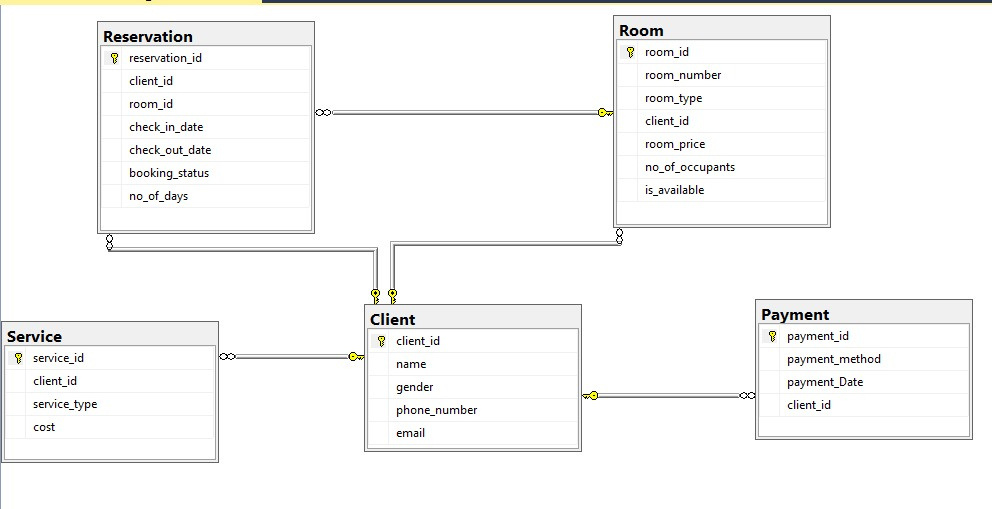 Reservation
reservation_id
client_id
room_id
check_in_date
check_out_date
booking_status
no_of_days
Room
room_id
room_number
room_type
client_id
room_price
no_of_occupants
is_available
Service
service_id
client_id
service_type
cost
Client
client_id
name
gender
phone_number
email
Payment
payment_id
payment_method
payment_Date
client_id